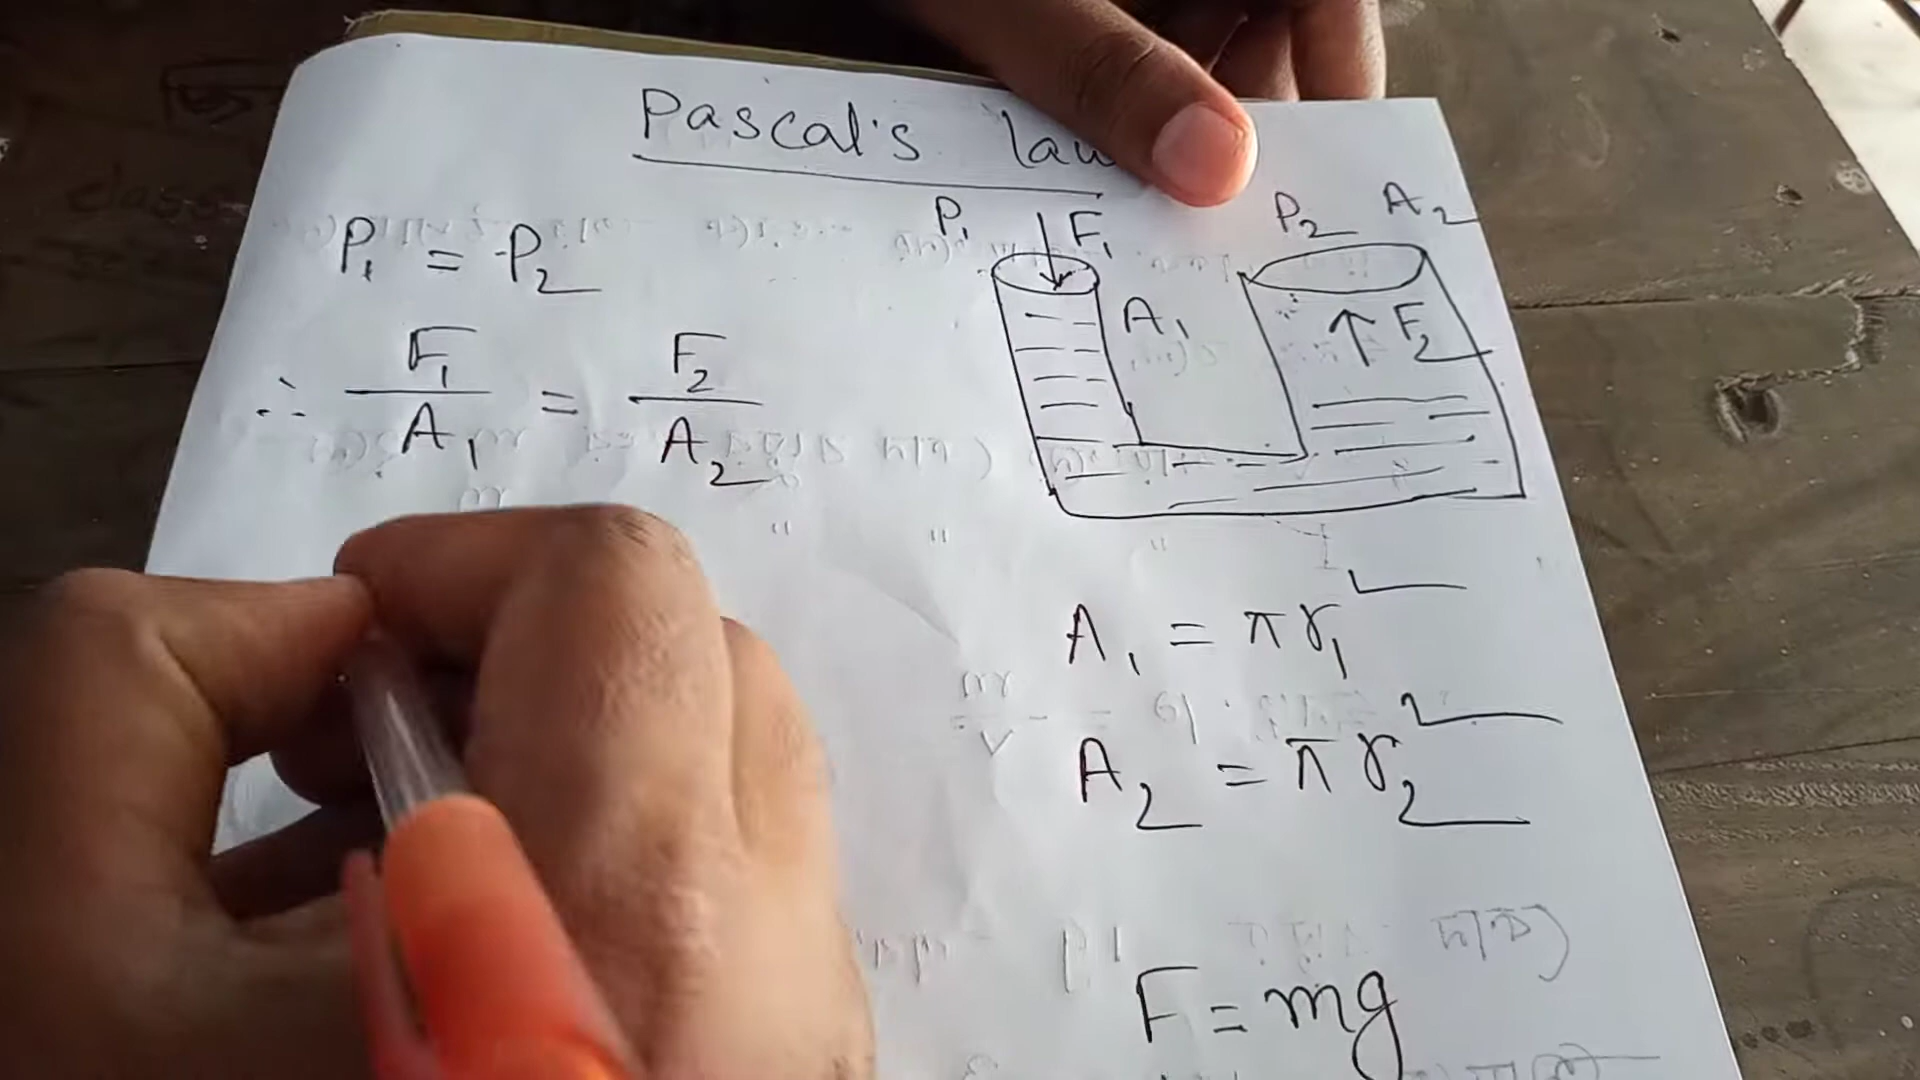 Pascal's law
P₁ = P₂
∴ F₁/A₁ = F₂/A₂
P₁ F₁ P₂ A₂
A₁ F₂
A₁ = πr₁²
A₂ = πr₂²
F = mg